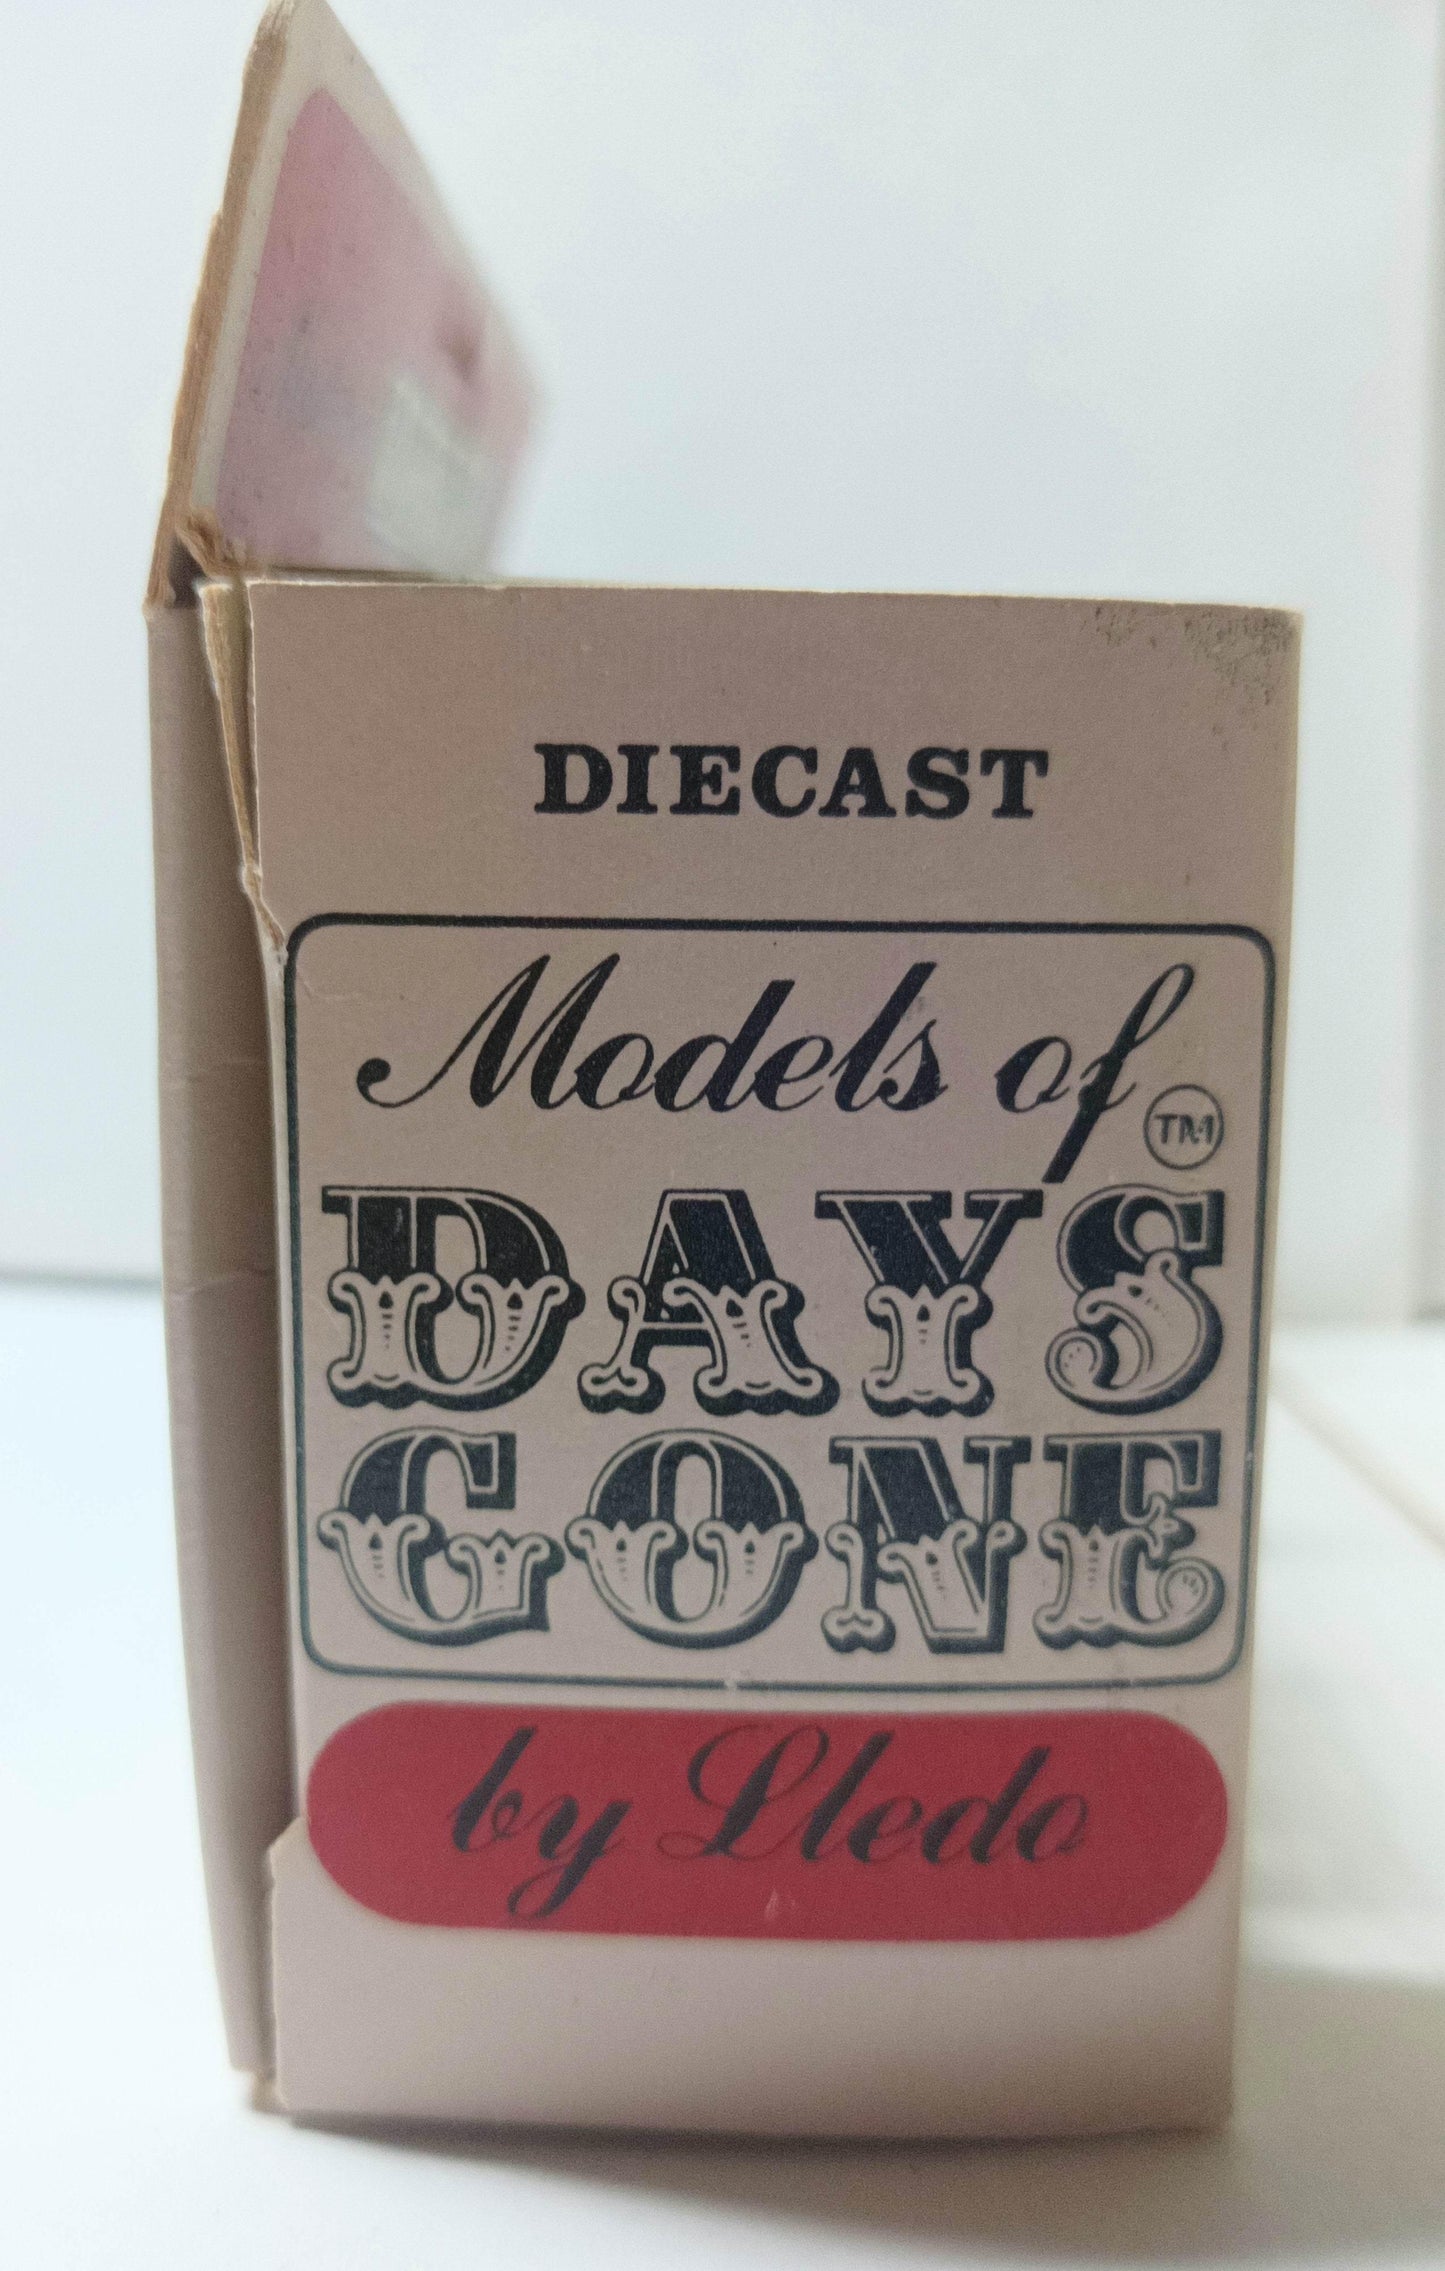 DIECAST
Models of
TM
DAYS
GONE
by Lledo